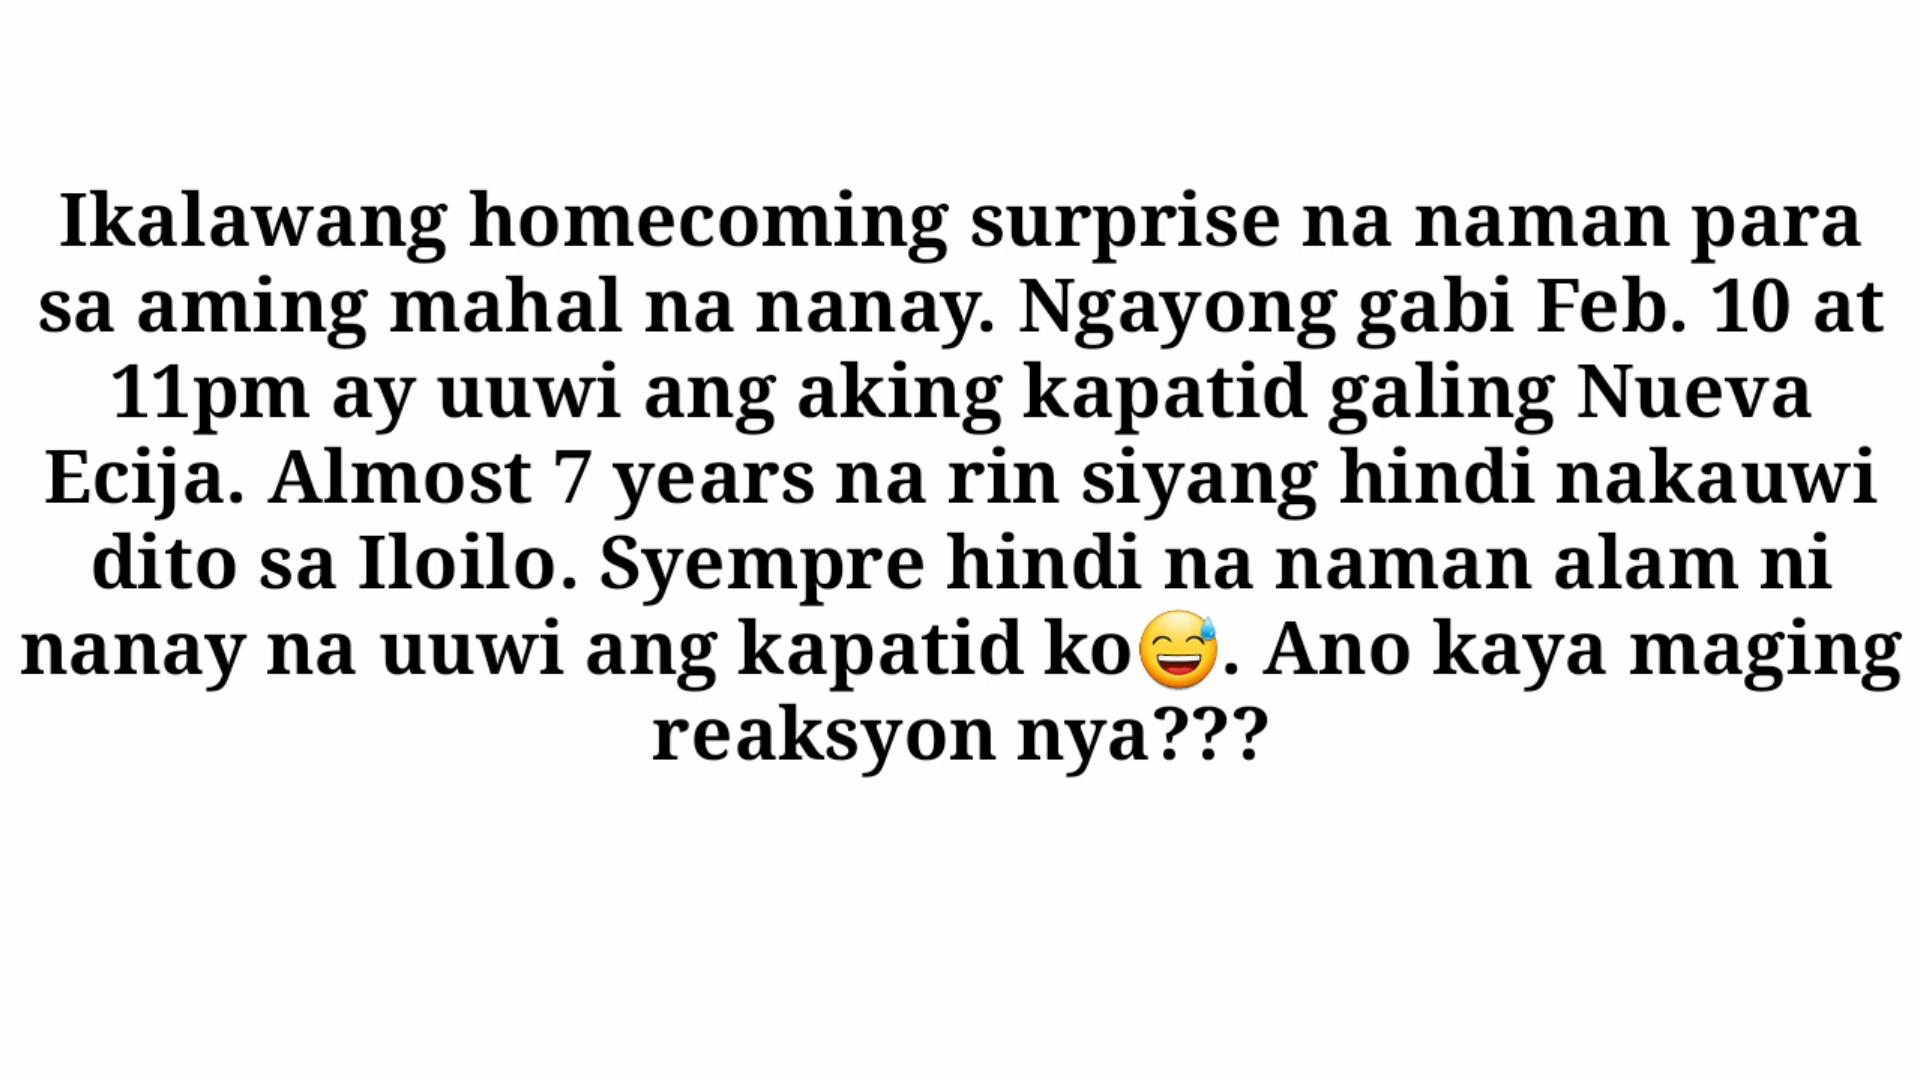 Ikalawang homecoming surprise na naman para
sa aming mahal na nanay. Ngayong gabi Feb. 10 at
11pm ay uuwi ang aking kapatid galing Nueva
Ecija. Almost 7 years na rin siyang hindi nakauwi
dito sa Iloilo. Syempre hindi na naman alam ni
nanay na uuwi ang kapatid ko😅. Ano kaya maging
reaksyon nya???